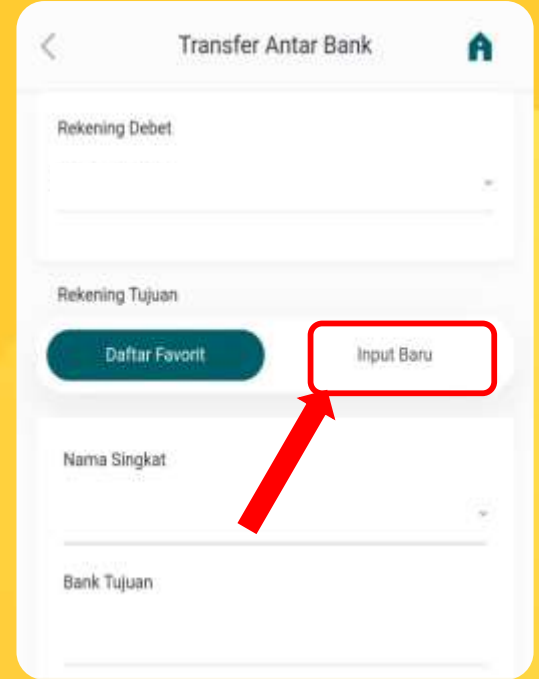 Transfer Antar Bank
Rekening Debet
Rekening Tujuan
Daftar Favorit
Input Baru
Nama Singkat
Bank Tujuan